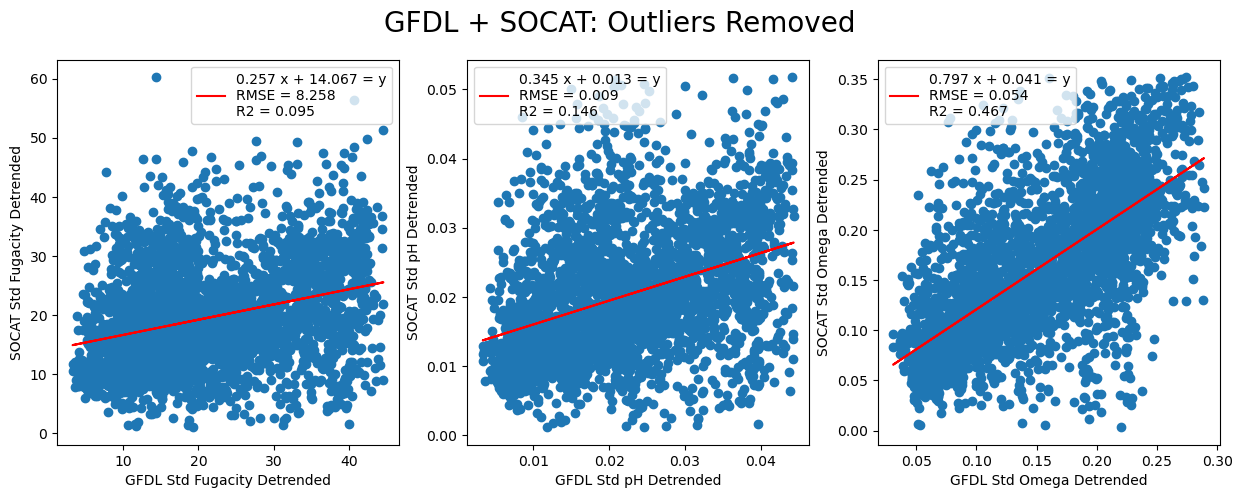 GFDL + SOCAT: Outliers Removed
SOCAT Std Fugacity Detrended
60
50
40
30
20
10
0
0.257 x + 14.067 = y
RMSE = 8.258
R2 = 0.095
10 20 30 40
GFDL Std Fugacity Detrended
SOCAT Std pH Detrended
0.05
0.04
0.03
0.02
0.01
0.00
0.345 x + 0.013 = y
RMSE = 0.009
R2 = 0.146
0.01 0.02 0.03 0.04
GFDL Std pH Detrended
SOCAT Std Omega Detrended
0.35
0.30
0.25
0.20
0.15
0.10
0.05
0.00
0.797 x + 0.041 = y
RMSE = 0.054
R2 = 0.467
0.05 0.10 0.15 0.20 0.25 0.30
GFDL Std Omega Detrended